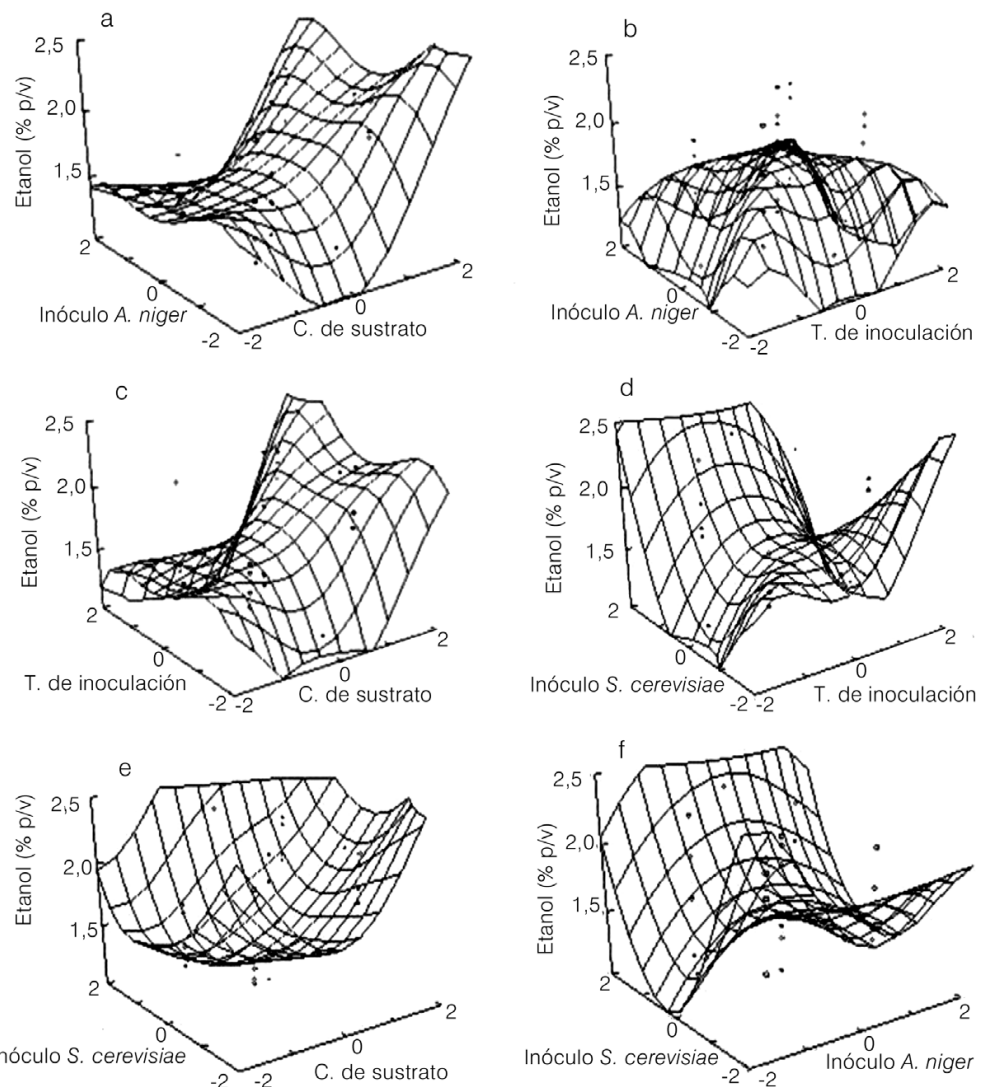 a
2,5
2,0
1,5
Etanol (% p/v)
2
0
-2
Inóculo A. niger
-2
0
2
C. de sustrato
b
2,5
2,0
1,5
Etanol (% p/v)
2
0
-2
Inóculo A. niger
-2
0
2
T. de inoculación
c
2,5
2,0
1,5
Etanol (% p/v)
2
0
-2
T. de inoculación
-2
0
2
C. de sustrato
d
2,5
2,0
1,5
Etanol (% p/v)
2
0
-2
Inóculo S. cerevisiae
-2
0
2
T. de inoculación
e
2,5
2,0
1,5
Etanol (% p/v)
2
0
-2
nóculo S. cerevisiae
-2
0
2
C. de sustrato
f
2,5
2,0
1,5
Etanol (% p/v)
2
0
-2
Inóculo S. cerevisiae
-2
0
2
Inóculo A. niger